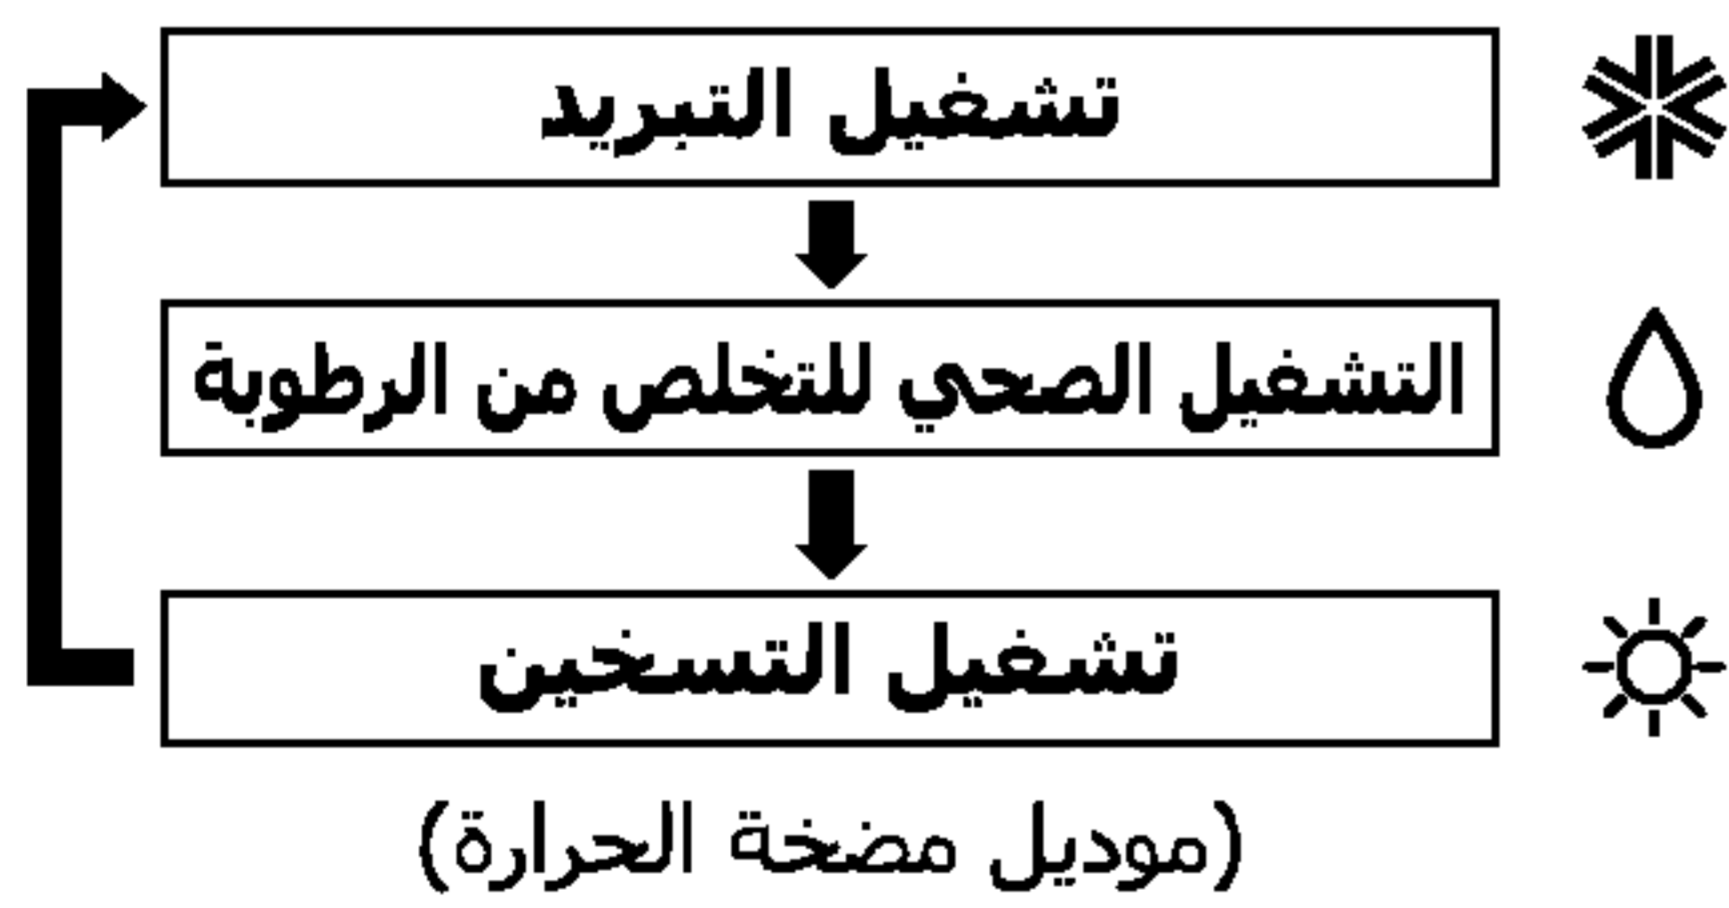 تشغيل التبريد
التشغيل الصحي للتخلص من الرطوبة
تشغيل التسخين
(موديل مضخة الحرارة)